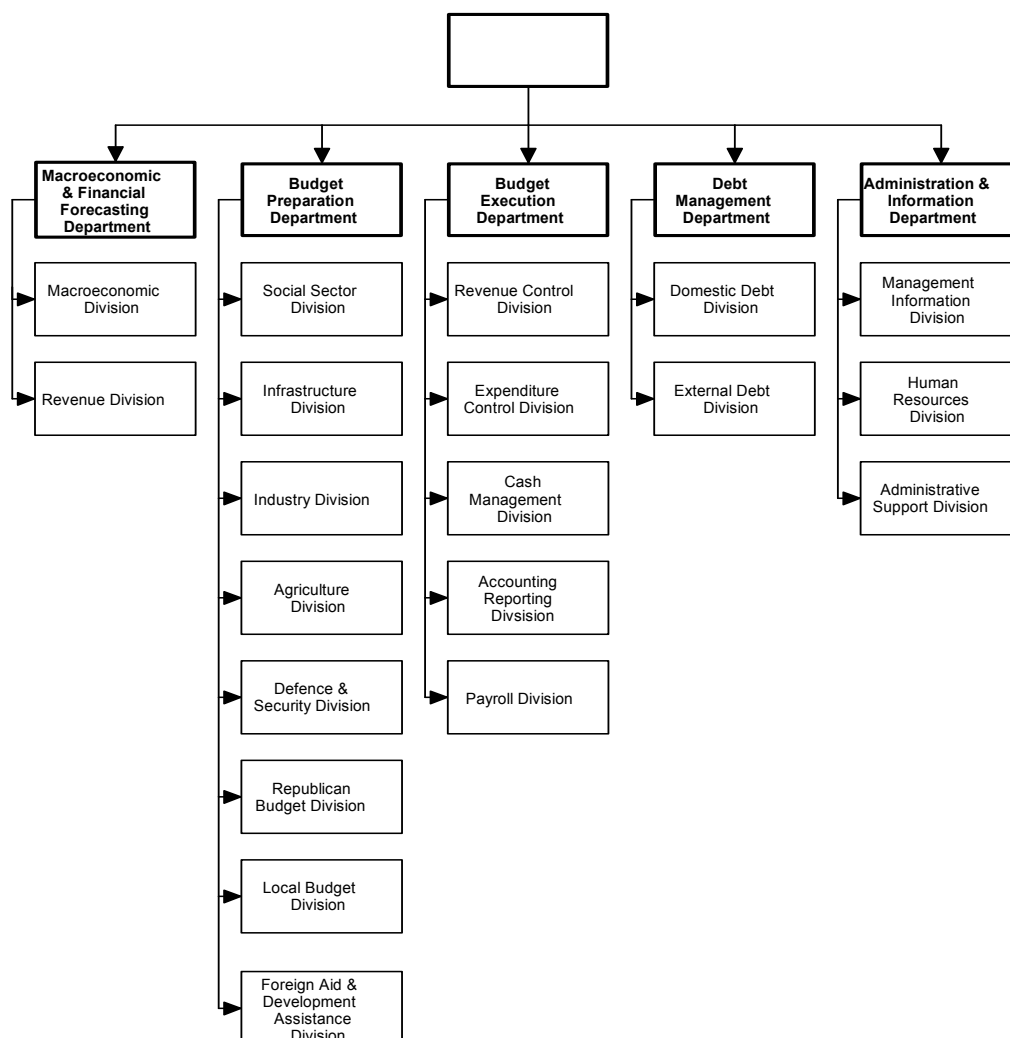 Macroeconomic
& Financial
Forecasting
Department
Budget
Preparation
Department
Budget
Execution
Department
Debt
Management
Department
Administration &
Information
Department
Macroeconomic
Division
Social Sector
Division
Revenue Control
Division
Domestic Debt
Division
Management
Information
Division
Revenue Division
Infrastructure
Division
Expenditure
Control Division
External Debt
Division
Human
Resources
Division
Industry Division
Cash
Management
Division
Administrative
Support Division
Agriculture
Division
Accounting
Reporting
Divsision
Defence &
Security Division
Payroll Division
Republican
Budget Division
Local Budget
Division
Foreign Aid &
Development
Assistance
Division